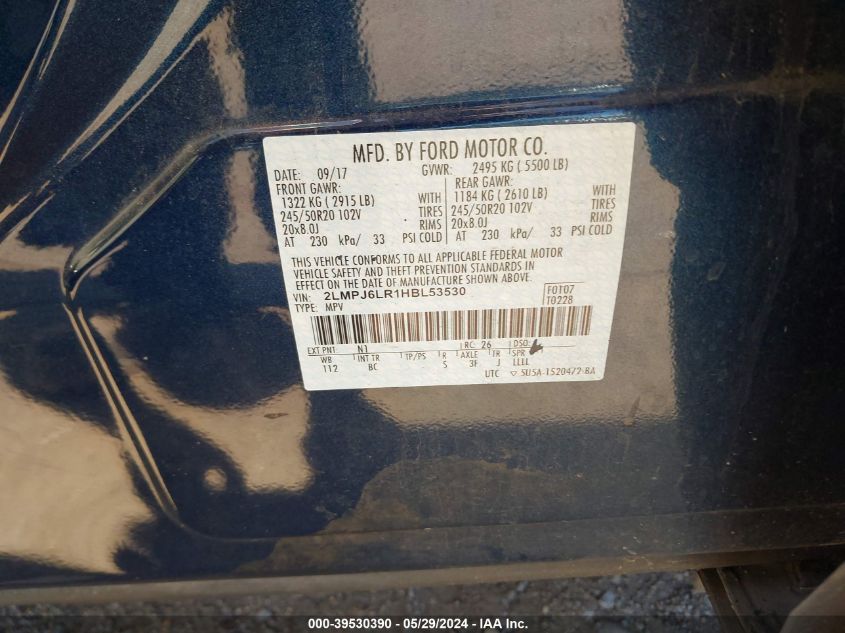 MFD. BY FORD MOTOR CO.
DATE: 09/17 GVWR: 2495 KG ( 5500 LB)
FRONT GAWR: REAR GAWR:
1322 KG (2915 LB) WITH 1184 KG (2610 LB) WITH
245/50R20 102V TIRES 245/50R20 102V TIRES
20x8.0J RIMS 20x8.0J RIMS
AT 230 kPa/ 33 PSI COLD AT 230 kPa/ 33 PSI COLD
THIS VEHICLE CONFORMS TO ALL APPLICABLE FEDERAL MOTOR
VEHICLE SAFETY AND THEFT PREVENTION STANDARDS IN
EFFECT ON THE DATE OF MANUFACTURE SHOWN ABOVE.
VIN: 2LMPJ6LR1HBL53530 F0T07
TYPE: MPV T0228
EXT PNT: N1 RC: 26 DSO:
WB INT TR TP/PS R AXLE TR SPR
112 BC S 3F J LLLL
UTC ▽ 5U5A-1520472-BA
000-39530390 - 05/29/2024 - IAA Inc.